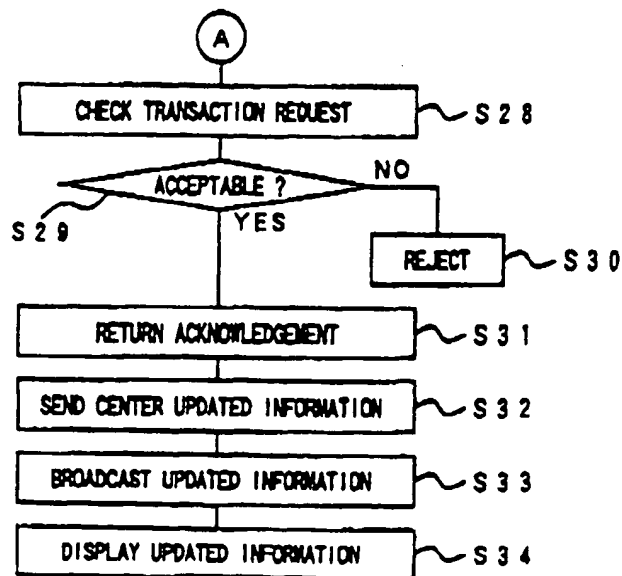 A
CHECK TRANSACTION REQUEST
S28
ACCEPTABLE ?
NO
S29
YES
REJECT
S30
RETURN ACKNOWLEDGEMENT
S31
SEND CENTER UPDATED INFORMATION
S32
BROADCAST UPDATED INFORMATION
S33
DISPLAY UPDATED INFORMATION
S34